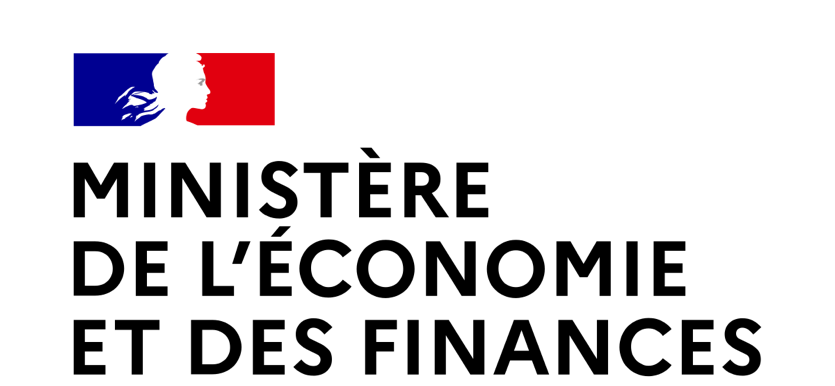 MINISTÈRE
DE L’ÉCONOMIE
ET DES FINANCES